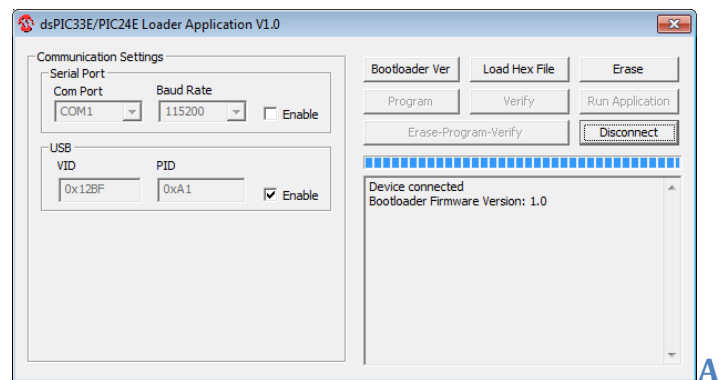 dsPIC33E/PIC24E Loader Application V1.0
Communication Settings
Serial Port
Com Port Baud Rate
COM1 115200 Enable
USB
VID PID
0x12BF 0xA1 Enable
Bootloader Ver Load Hex File Erase
Program Verify Run Application
Erase-Program-Verify Disconnect
Device connected
Bootloader Firmware Version: 1.0
A